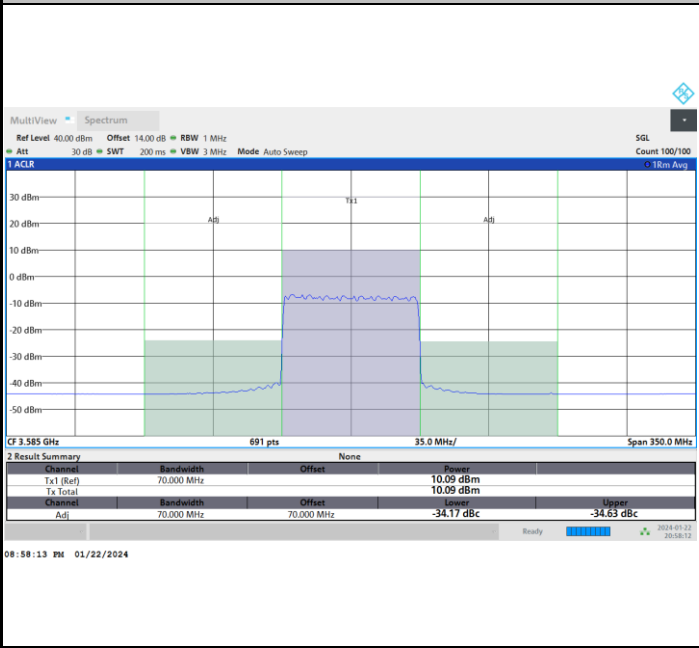 MultiView Spectrum
Ref Level 40.00 dBm Offset 14.00 dB RBW 1 MHz SGL
Att 30 dB SWT 200 ms VBW 3 MHz Mode Auto Sweep Count 100/100
1 ACLR 1Rm Avg
30 dBm
Tx1
20 dBm Adj Adj
10 dBm
0 dBm
-10 dBm
-20 dBm
-30 dBm
-40 dBm
-50 dBm
CF 3.585 GHz 691 pts 35.0 MHz/ Span 350.0 MHz
2 Result Summary None
Channel Bandwidth Offset Power
Tx1 (Ref) 70.000 MHz 10.09 dBm
Tx Total 10.09 dBm
Channel Bandwidth Offset Lower Upper
Adj 70.000 MHz 70.000 MHz -34.17 dBc -34.63 dBc
Ready 2024-01-22
20:58:12
08:58:13 PM 01/22/2024